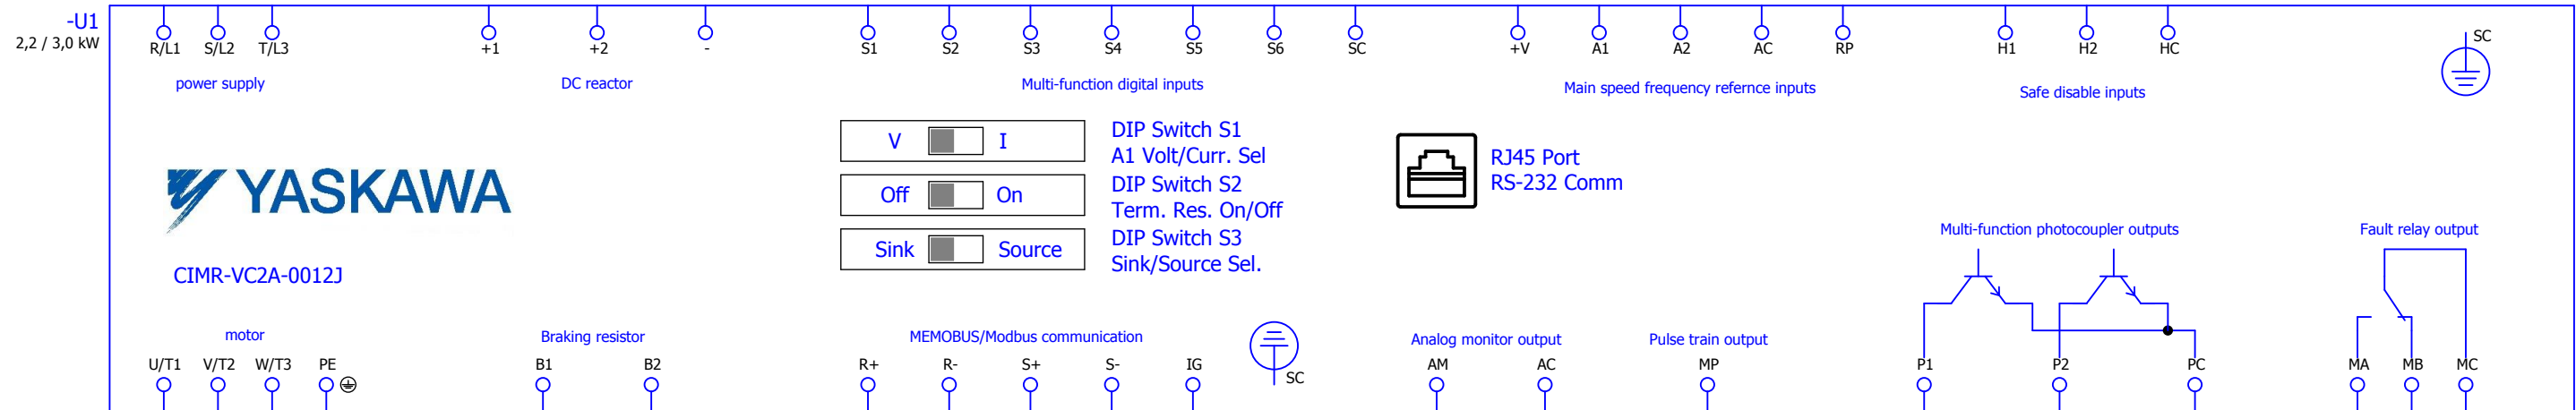 -U1
2,2 / 3,0 kW
R/L1 S/L2 T/L3 +1 +2 - S1 S2 S3 S4 S5 S6 SC +V A1 A2 AC RP H1 H2 HC SC
power supply DC reactor Multi-function digital inputs Main speed frequency refernce inputs Safe disable inputs
V I DIP Switch S1
A1 Volt/Curr. Sel
Off On DIP Switch S2
Term. Res. On/Off
Sink Source DIP Switch S3
Sink/Source Sel.
RJ45 Port
RS-232 Comm
YASKAWA
CIMR-VC2A-0012J
Multi-function photocoupler outputs Fault relay output
motor Braking resistor MEMOBUS/Modbus communication Analog monitor output Pulse train output
U/T1 V/T2 W/T3 PE B1 B2 R+ R- S+ S- IG SC AM AC MP P1 P2 PC MA MB MC